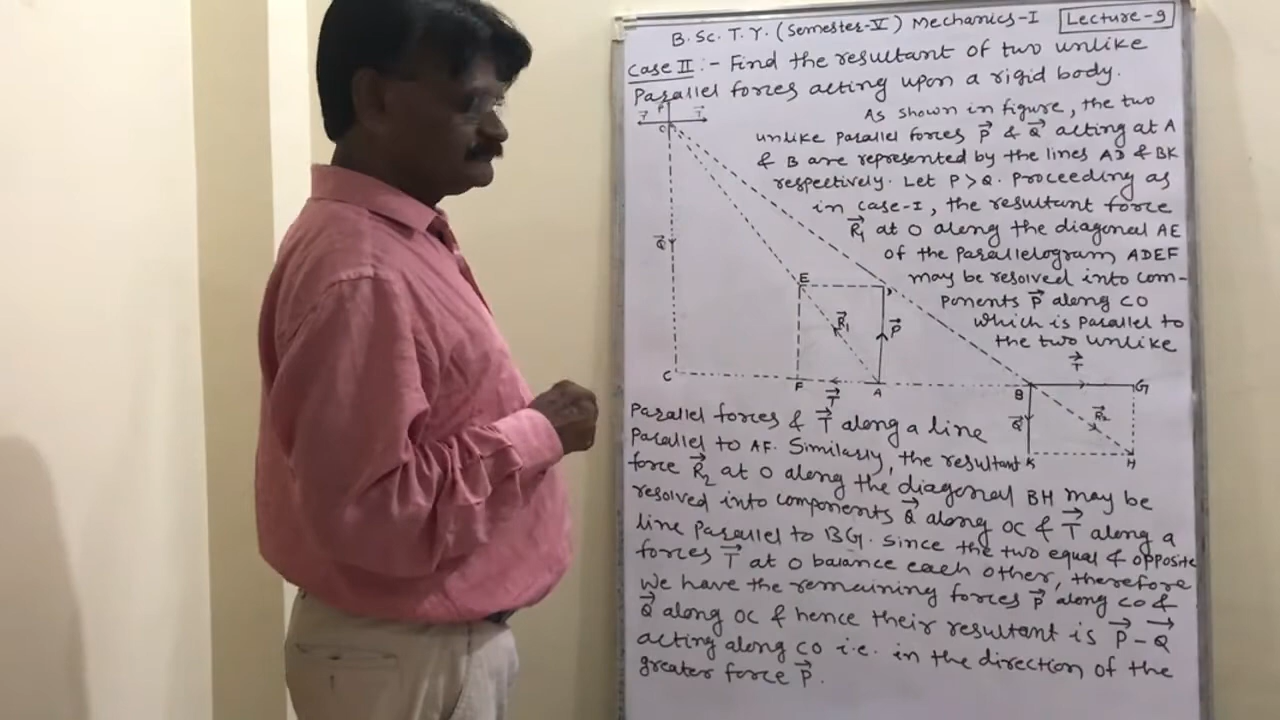 B.Sc. T.Y. (Semester-V) Mechanics-I Lecture-9
Case II :- Find the resultant of two unlike
Parallel forces acting upon a rigid body.
As shown in figure, the two
unlike parallel forces P⃗ & Q⃗ acting at A
& B are represented by the lines AD & BK
respectively. Let P > Q. Proceeding as
in case-I, the resultant force
R⃗₁ at O along the diagonal AE
of the parallelogram ADEF
may be resolved into com-
ponents P⃗ along CO
which is parallel to
the two unlike
P⃗
T⃗ T⃗
O
Q⃗
E D
R⃗₁ P⃗
T⃗
C F A B G
T⃗
Q⃗ R⃗₂
K H
Parallel forces & T⃗ along a line
Parallel to AF. Similarly, the resultant
force R⃗₂ at O along the diagonal BH may be
resolved into components Q⃗ along OC & T⃗ along a
line parallel to BG. Since the two equal & opposite
forces T⃗ at O balance each other, therefore
we have the remaining forces P⃗ along CO &
Q⃗ along OC & hence their resultant is P⃗ - Q⃗
acting along CO i.e. in the direction of the
greater force P⃗.